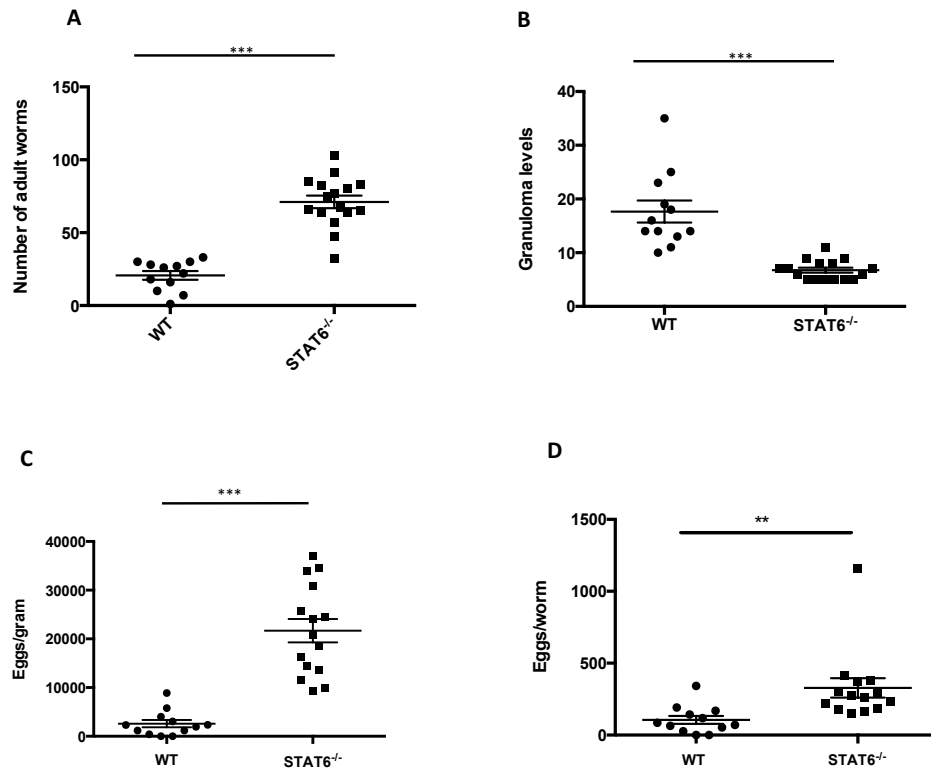 A
***
Number of adult worms
150
100
50
0
WT
STAT6-/-
B
***
Granuloma levels
40
30
20
10
0
WT
STAT6-/-
C
***
Eggs/gram
40000
30000
20000
10000
0
WT
STAT6-/-
D
**
Eggs/worm
1500
1000
500
0
WT
STAT6-/-